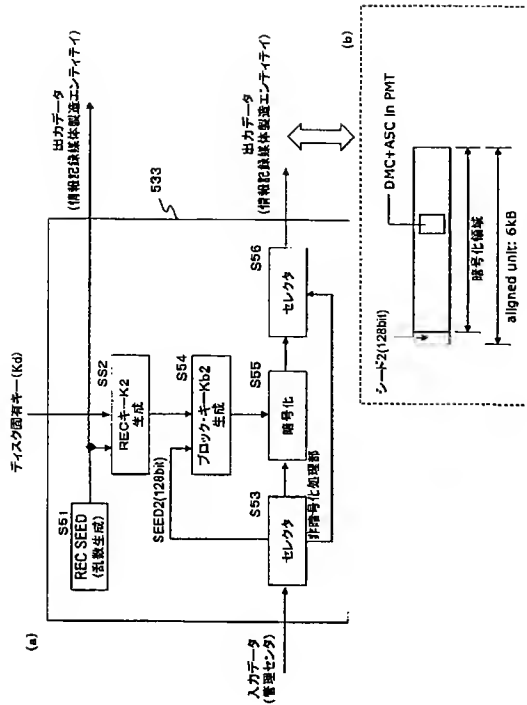 (a)
ディスク固有キー(Kd)
S51
REC SEED
(乱数生成)
SS2
RECキーK2
生成
S54
ブロック・キーKb2
生成
SEED2(128bit)
入力データ
(管理センタ)
S53
セレクタ
S55
暗号化
S56
セレクタ
非暗号化処理部
533
出力データ
(情報記録媒体製造エンティティ)
出力データ
(情報記録媒体製造エンティティ)
(b)
シード2(128bit)
DMC+ASC in PMT
暗号化領域
aligned unit: 6kB